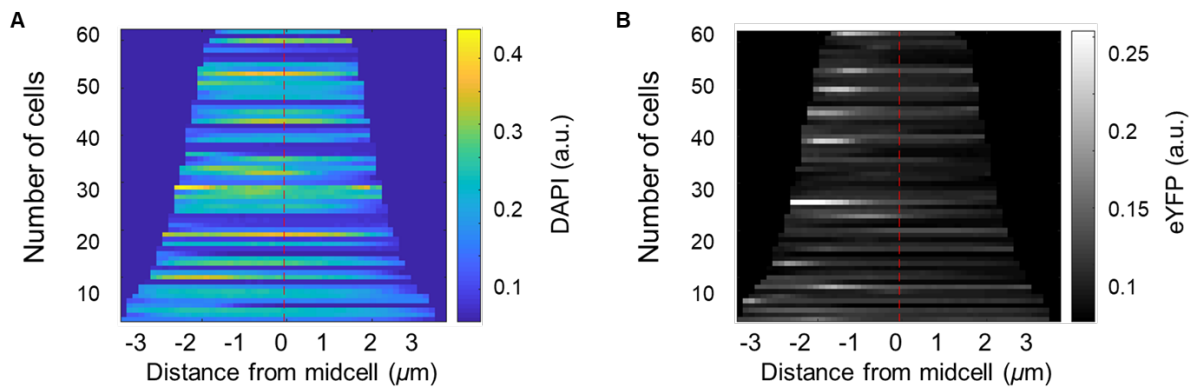 A
Number of cells
60
50
40
30
20
10
-3 -2 -1 0 1 2 3
Distance from midcell (µm)
0.4
0.3
0.2
0.1
DAPI (a.u.)
B
Number of cells
60
50
40
30
20
10
-3 -2 -1 0 1 2 3
Distance from midcell (µm)
0.25
0.2
0.15
0.1
eYFP (a.u.)